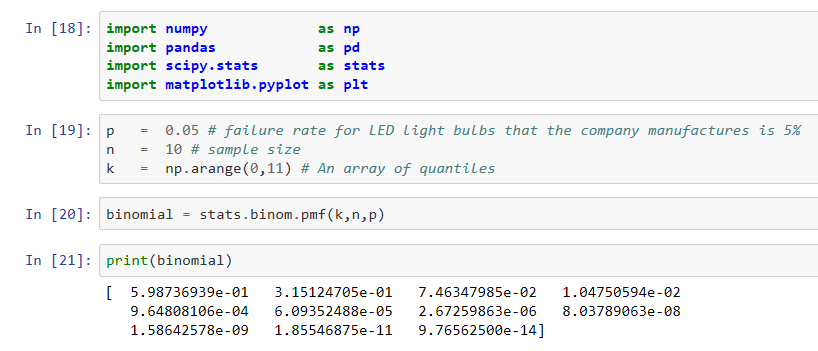 In [18]: import numpy as np
import pandas as pd
import scipy.stats as stats
import matplotlib.pyplot as plt
In [19]: p = 0.05 # failure rate for LED light bulbs that the company manufactures is 5%
n = 10 # sample size
k = np.arange(0,11) # An array of quantiles
In [20]: binomial = stats.binom.pmf(k,n,p)
In [21]: print(binomial)
[ 5.98736939e-01 3.15124705e-01 7.46347985e-02 1.04750594e-02
9.64808106e-04 6.09352488e-05 2.67259863e-06 8.03789063e-08
1.58642578e-09 1.85546875e-11 9.76562500e-14]